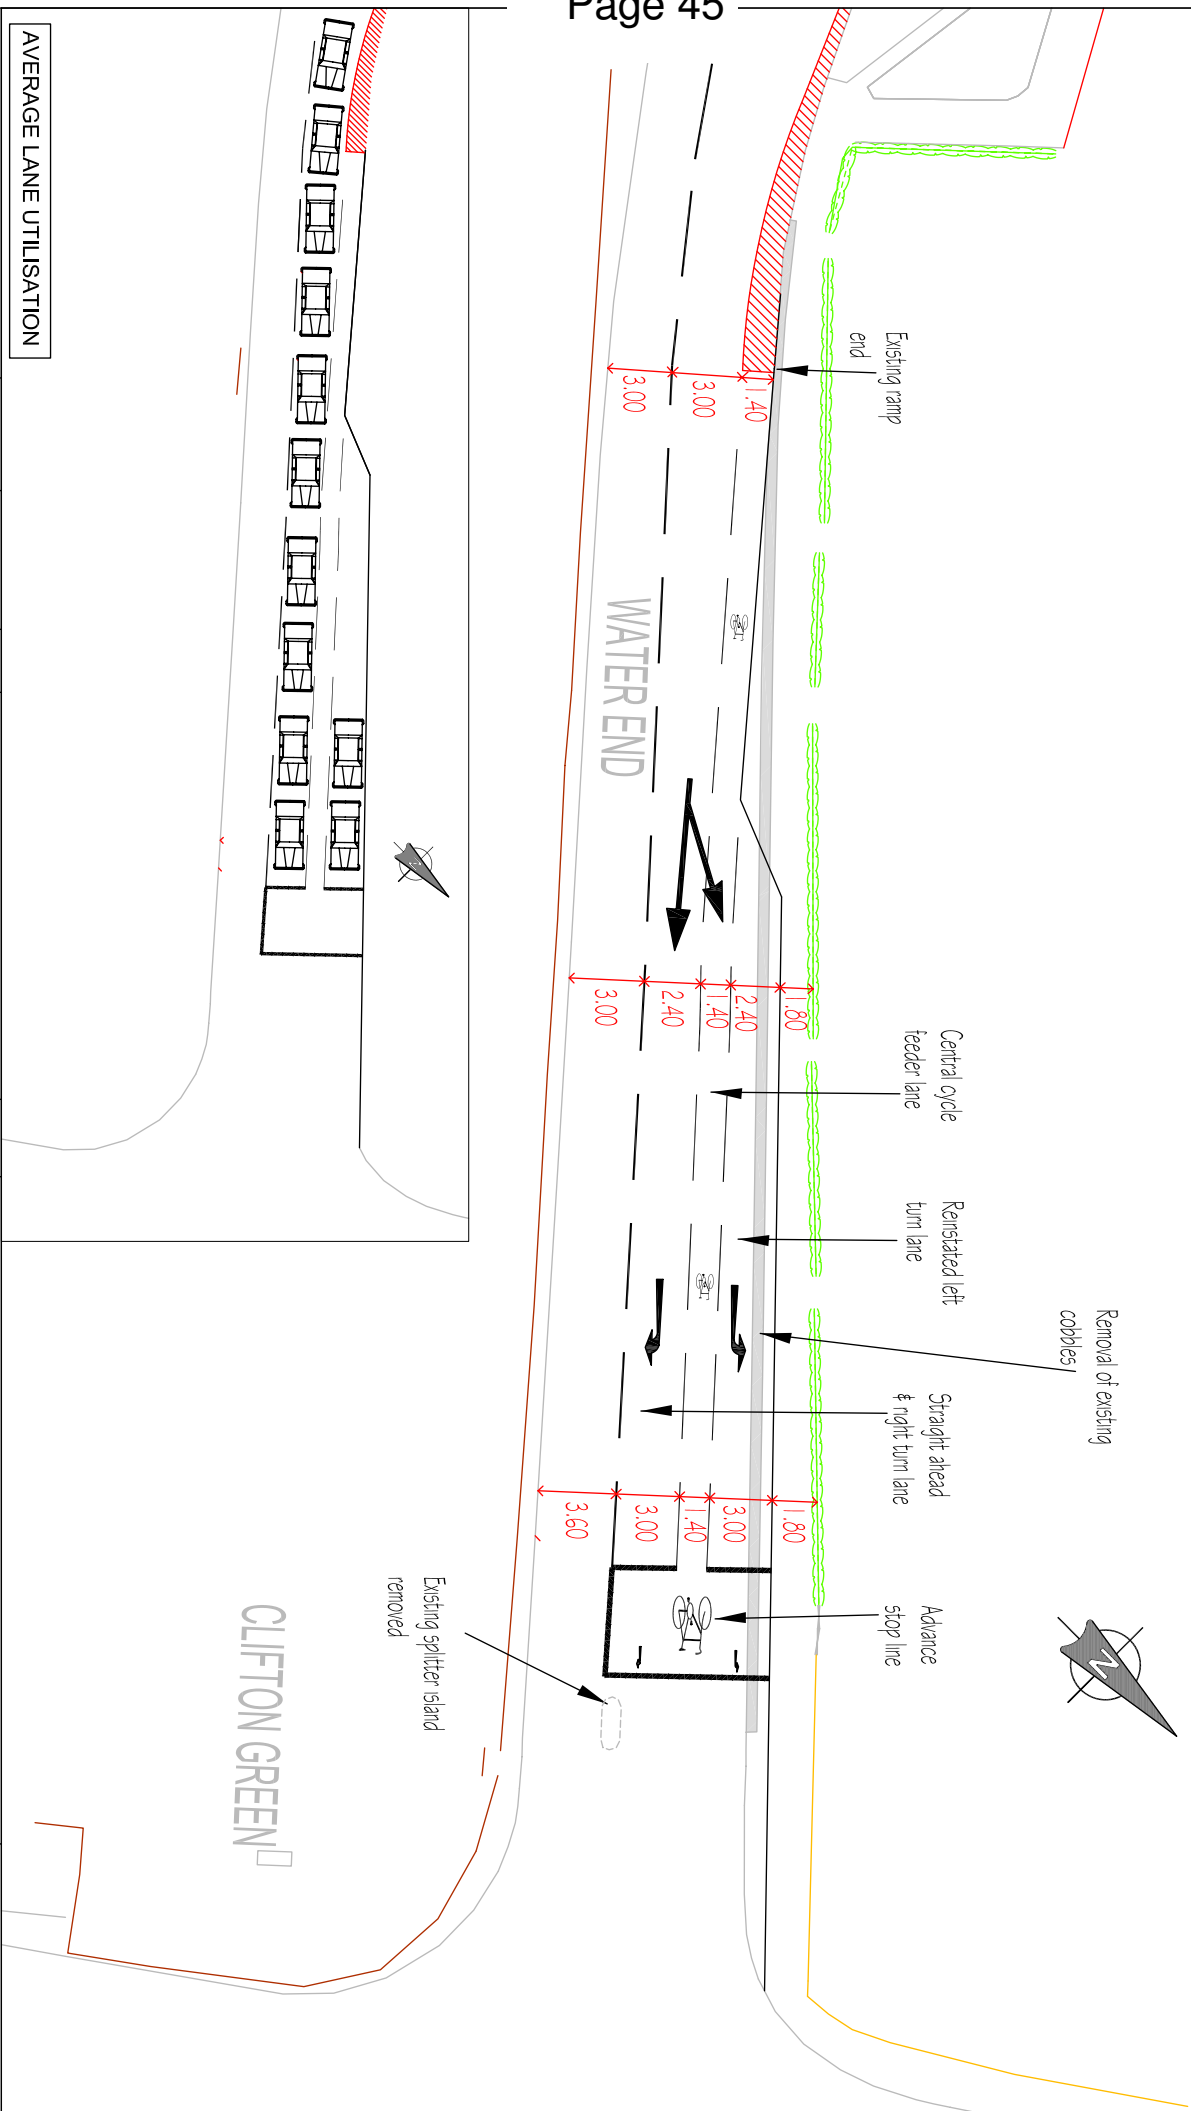 Page 45
AVERAGE LANE UTILISATION
Existing ramp
end
3.00
3.00
1.40
WATER END
3.00
2.40
1.40
2.40
1.80
Central cycle
feeder lane
Reinstated left
turn lane
Removal of existing
cobbles
Straight ahead
& right turn lane
3.60
3.00
1.40
3.00
1.80
Advance
stop line
Existing splitter island
removed
CLIFTON GREEN
N
N